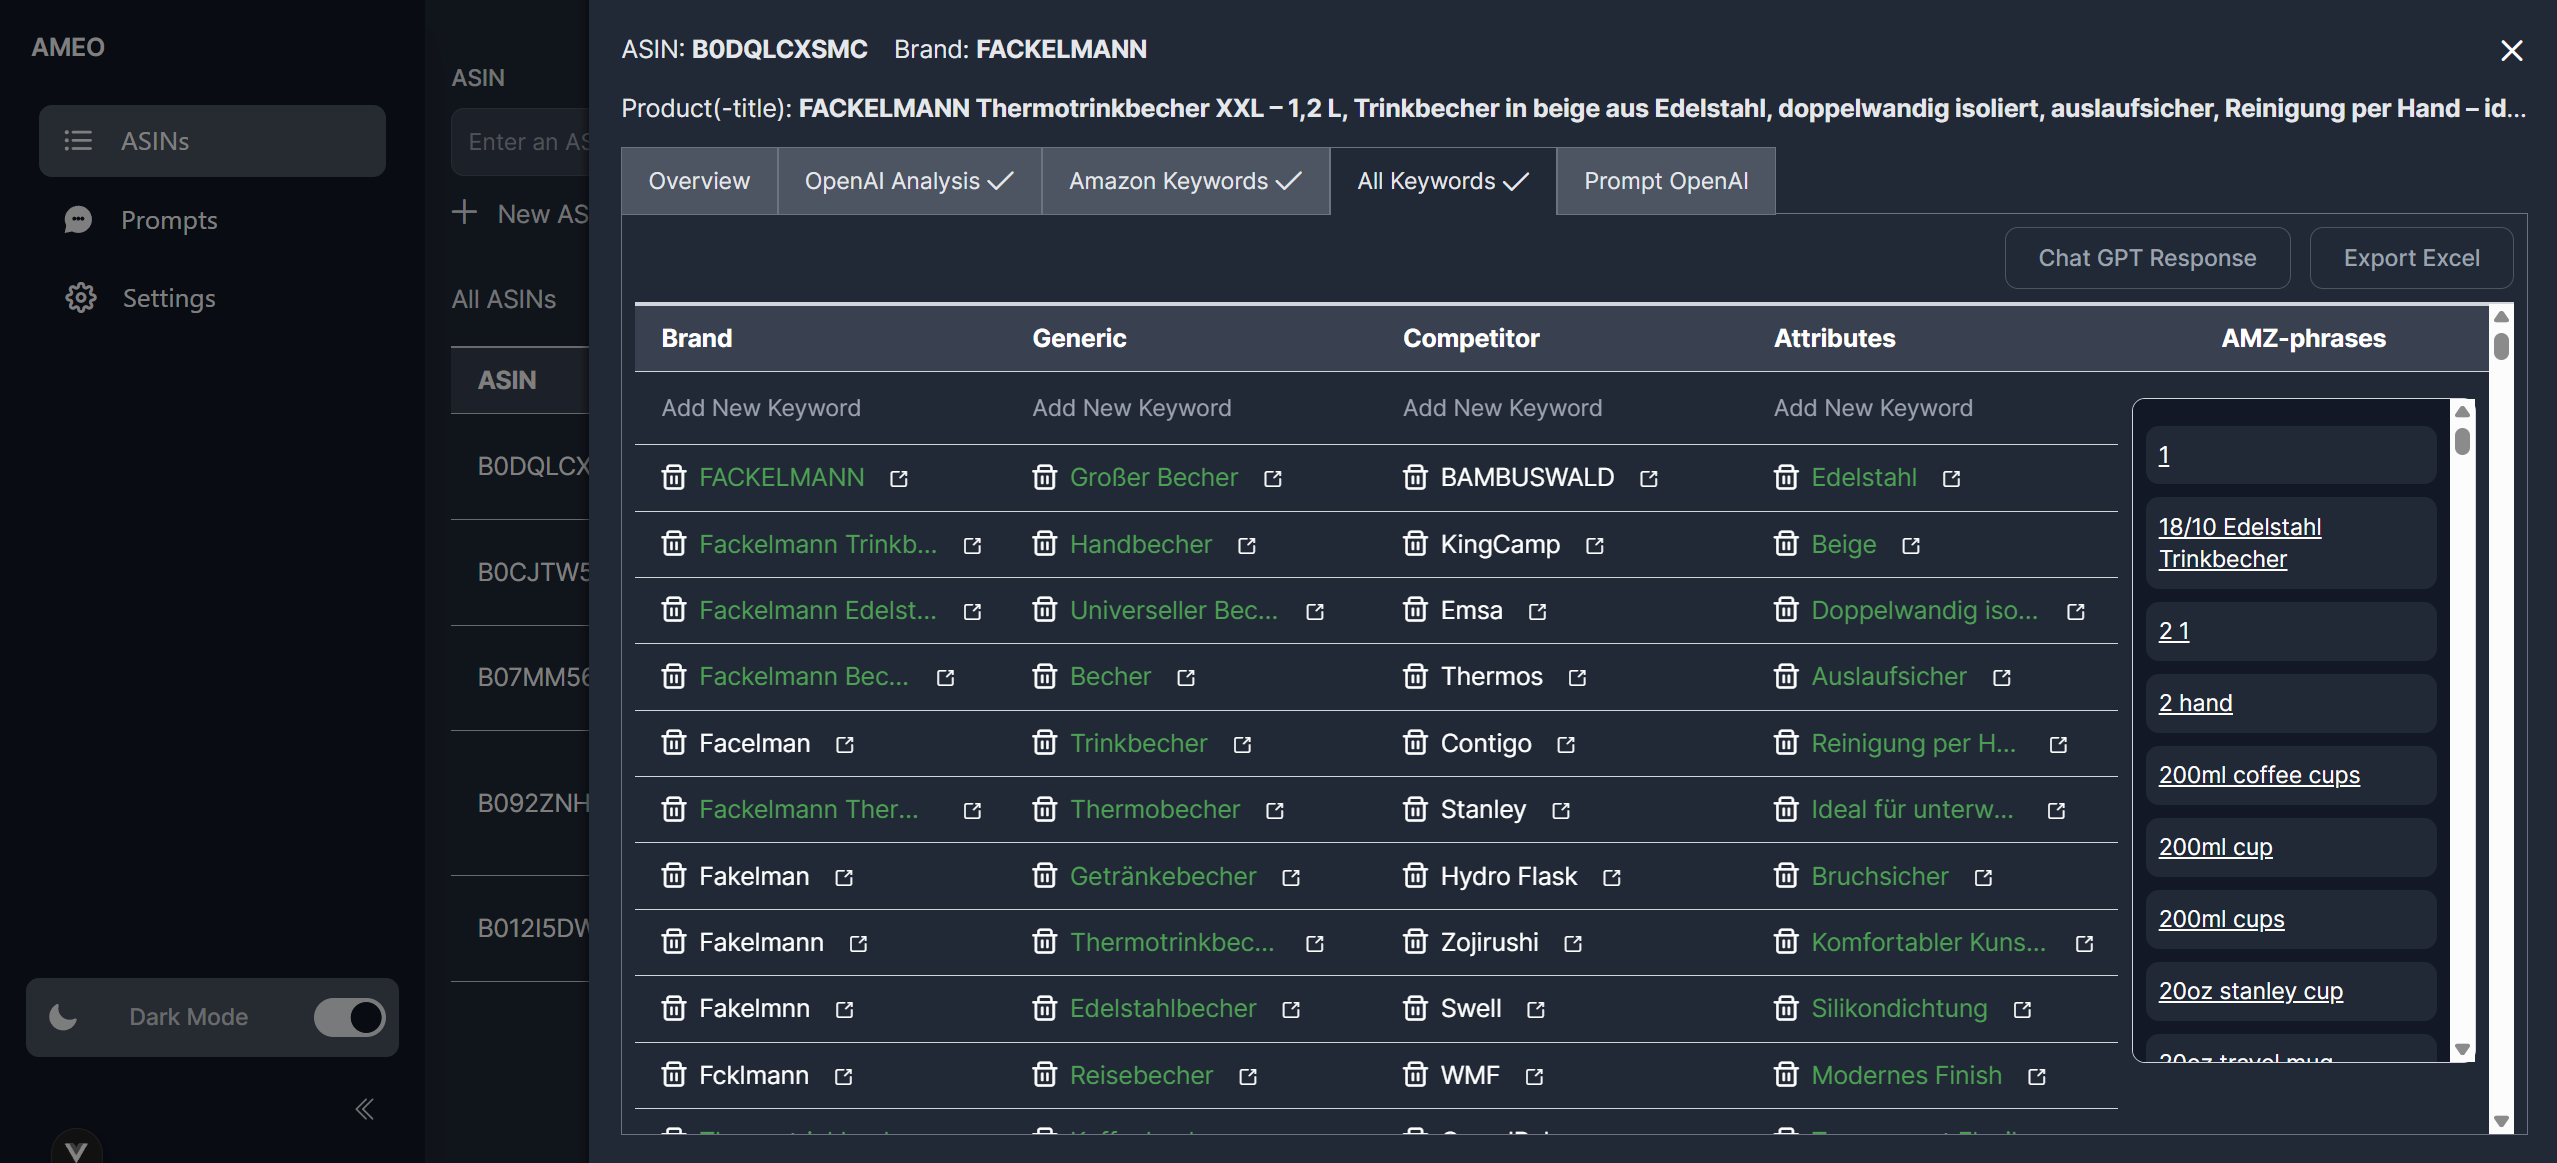 AMEO
ASINs
Prompts
Settings
Dark Mode
ASIN
Enter an AS
New AS
All ASINs
ASIN
B0DQLCX
B0CJTW5
B07MM56
B092ZNH
B012I5DW
ASIN: B0DQLCXSMC Brand: FACKELMANN
Product(-title): FACKELMANN Thermotrinkbecher XXL – 1,2 L, Trinkbecher in beige aus Edelstahl, doppelwandig isoliert, auslaufsicher, Reinigung per Hand – id...
Overview OpenAI Analysis Amazon Keywords All Keywords Prompt OpenAI
Chat GPT Response Export Excel
Brand Generic Competitor Attributes AMZ-phrases
Add New Keyword Add New Keyword Add New Keyword Add New Keyword
FACKELMANN Großer Becher BAMBUSWALD Edelstahl
Fackelmann Trinkb... Handbecher KingCamp Beige
Fackelmann Edelst... Universeller Bec... Emsa Doppelwandig iso...
Fackelmann Bec... Becher Thermos Auslaufsicher
Facelman Trinkbecher Contigo Reinigung per H...
Fackelmann Ther... Thermobecher Stanley Ideal für unterw...
Fakelman Getränkebecher Hydro Flask Bruchsicher
Fakelmann Thermotrinkbec... Zojirushi Komfortabler Kuns...
Fakelmnn Edelstahlbecher Swell Silikondichtung
Fcklmann Reisebecher WMF Modernes Finish
1
18/10 Edelstahl
Trinkbecher
2 1
2 hand
200ml coffee cups
200ml cup
200ml cups
20oz stanley cup
20oz travel mug